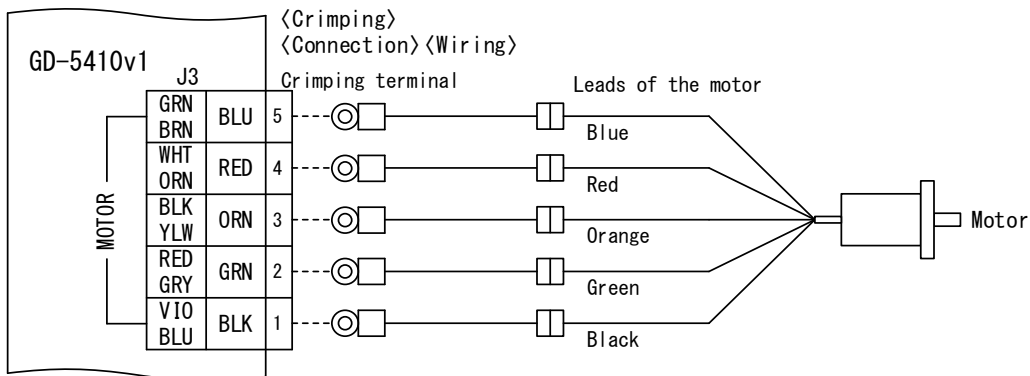 〈Crimping〉
〈Connection〉〈Wiring〉
GD-5410v1
J3
Crimping terminal
Leads of the motor
GRN
BRN
BLU
5
Blue
WHT
ORN
RED
4
Red
BLK
YLW
ORN
3
Orange
RED
GRY
GRN
2
Green
VIO
BLU
BLK
1
Black
MOTOR
Motor